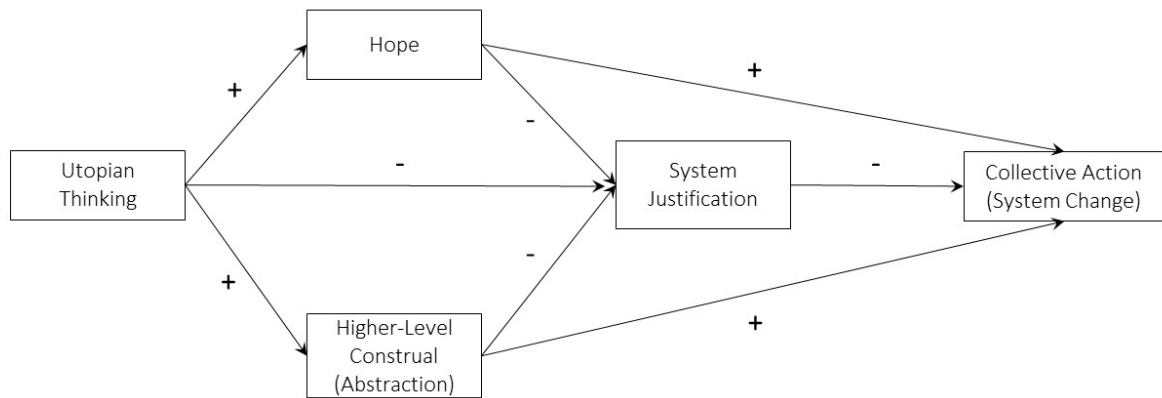 Hope
+
+
-
Utopian
Thinking
-
System
Justification
-
Collective Action
(System Change)
+
-
Higher-Level
Construal
(Abstraction)
+